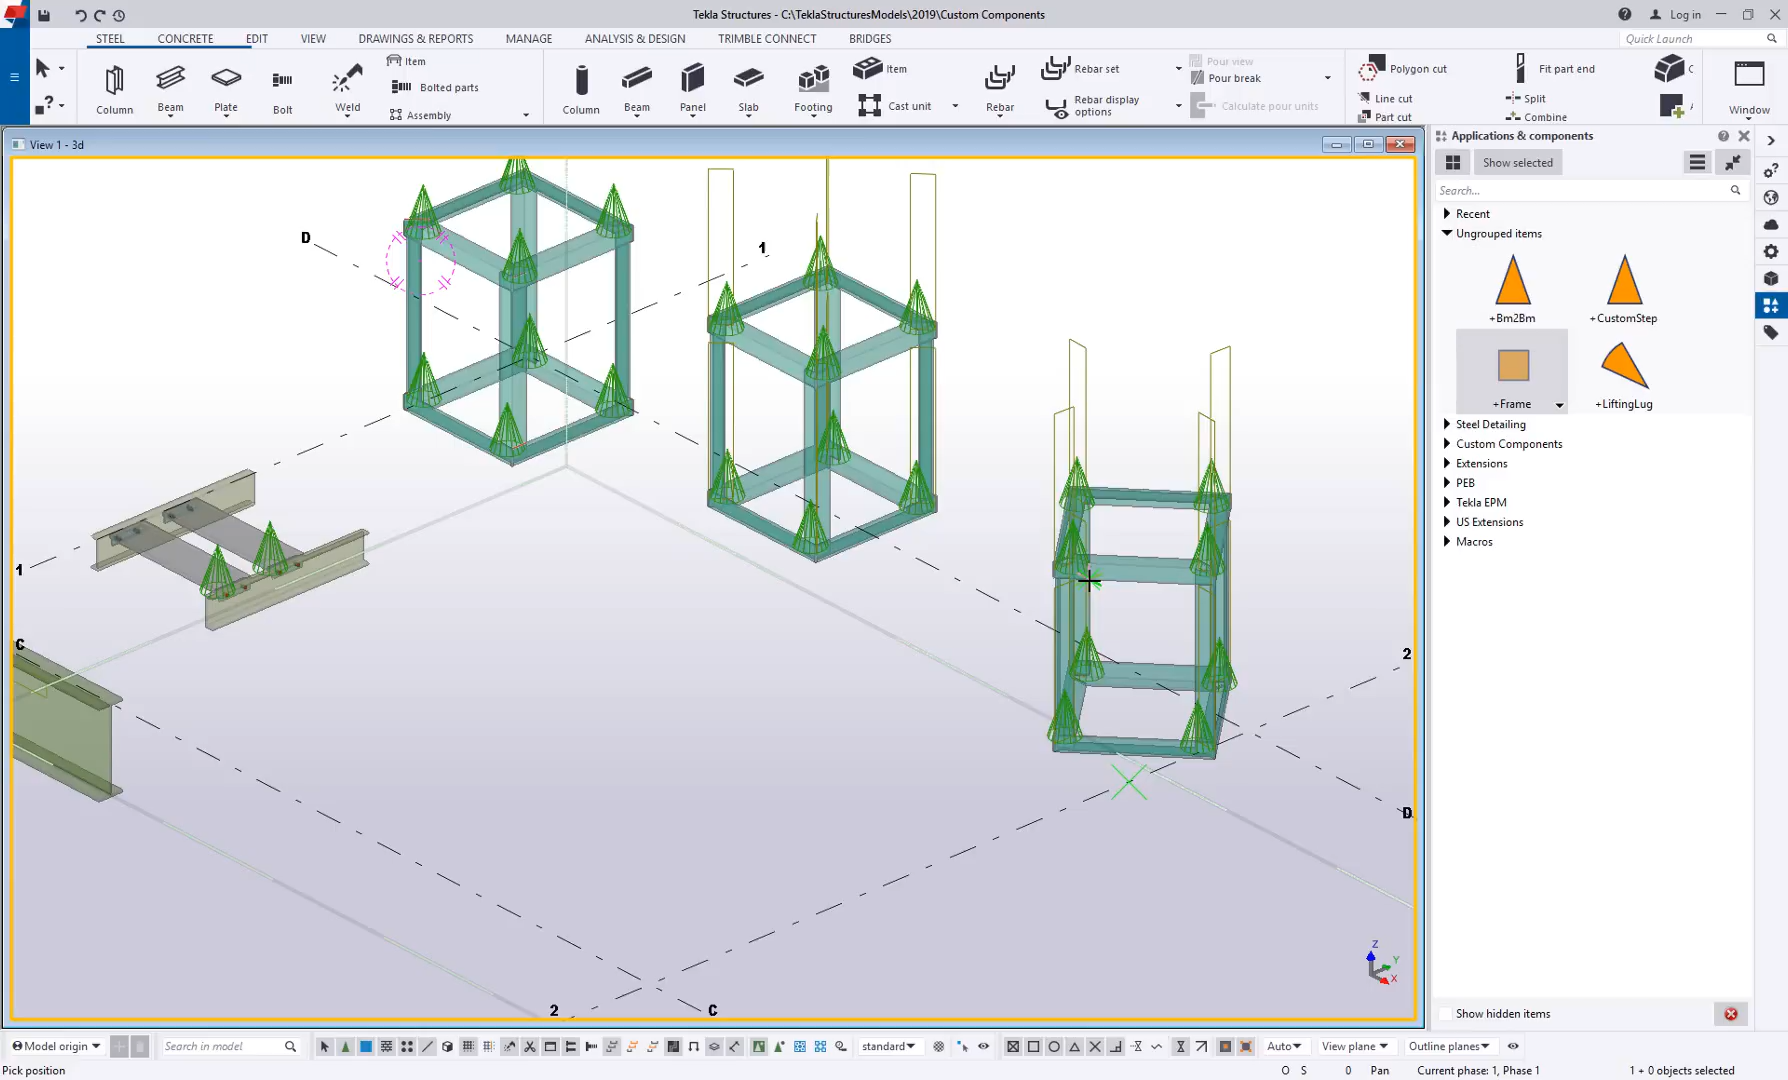 Tekla Structures - C:\TeklaStructuresModels\2019\Custom Components
Log in
STEEL CONCRETE EDIT VIEW DRAWINGS & REPORTS MANAGE ANALYSIS & DESIGN TRIMBLE CONNECT BRIDGES
Quick Launch
Column Beam Plate Bolt Weld
Item
Bolted parts
Assembly
Column Beam Panel Slab Footing
Item
Cast unit
Rebar
Rebar set
Rebar display options
Pour view
Pour break
Calculate pour units
Polygon cut
Line cut
Part cut
Fit part end
Split
Combine
C
Window
View 1 - 3d
D
1
1
C
2
D
2
C
Z
Y
X
Applications & components
Show selected
Search...
Recent
Ungrouped items
+Bm2Bm
+CustomStep
+Frame
+LiftingLug
Steel Detailing
Custom Components
Extensions
PEB
Tekla EPM
US Extensions
Macros
Show hidden items
Model origin
Search in model
standard
Auto
View plane
Outline planes
Pick position
O S 0 Pan Current phase: 1, Phase 1 1 + 0 objects selected